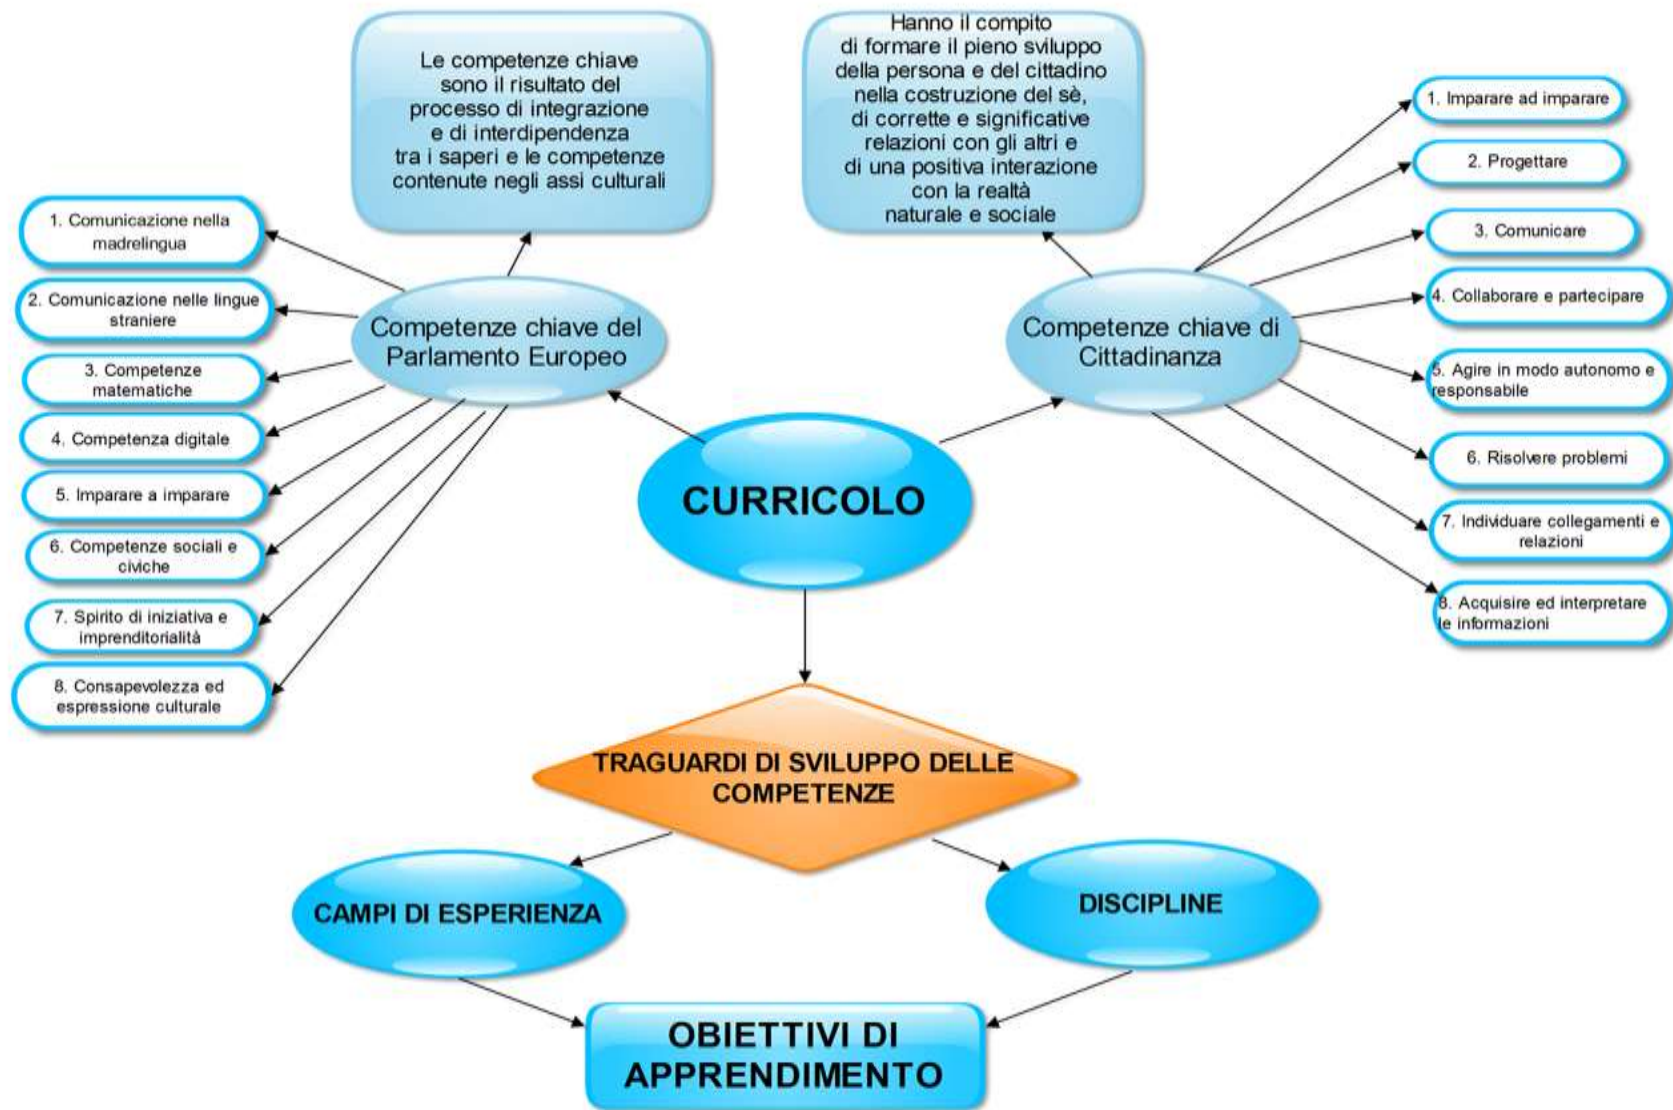 Le competenze chiave
sono il risultato del
processo di integrazione
e di interdipendenza
tra i saperi e le competenze
contenute negli assi culturali
Hanno il compito
di formare il pieno sviluppo
della persona e del cittadino
nella costruzione del sè,
di corrette e significative
relazioni con gli altri e
di una positiva interazione
con la realtà
naturale e sociale
1. Comunicazione nella
madrelingua
2. Comunicazione nelle lingue
straniere
3. Competenze
matematiche
4. Competenza digitale
5. Imparare a imparare
6. Competenze sociali e
civiche
7. Spirito di iniziativa e
imprenditorialità
8. Consapevolezza ed
espressione culturale
Competenze chiave del
Parlamento Europeo
Competenze chiave di
Cittadinanza
1. Imparare ad imparare
2. Progettare
3. Comunicare
4. Collaborare e partecipare
5. Agire in modo autonomo e
responsabile
6. Risolvere problemi
7. Individuare collegamenti e
relazioni
8. Acquisire ed interpretare
le informazioni
CURRICOLO
TRAGUARDI DI SVILUPPO DELLE
COMPETENZE
CAMPI DI ESPERIENZA
DISCIPLINE
OBIETTIVI DI
APPRENDIMENTO